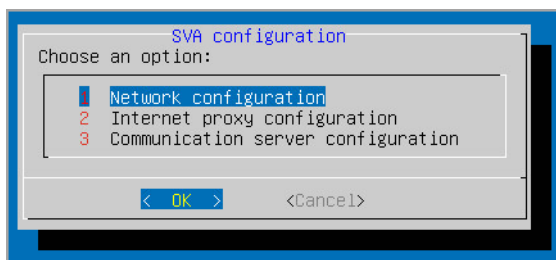 SVA configuration
Choose an option:
1 Network configuration
2 Internet proxy configuration
3 Communication server configuration
< OK > <Cancel>